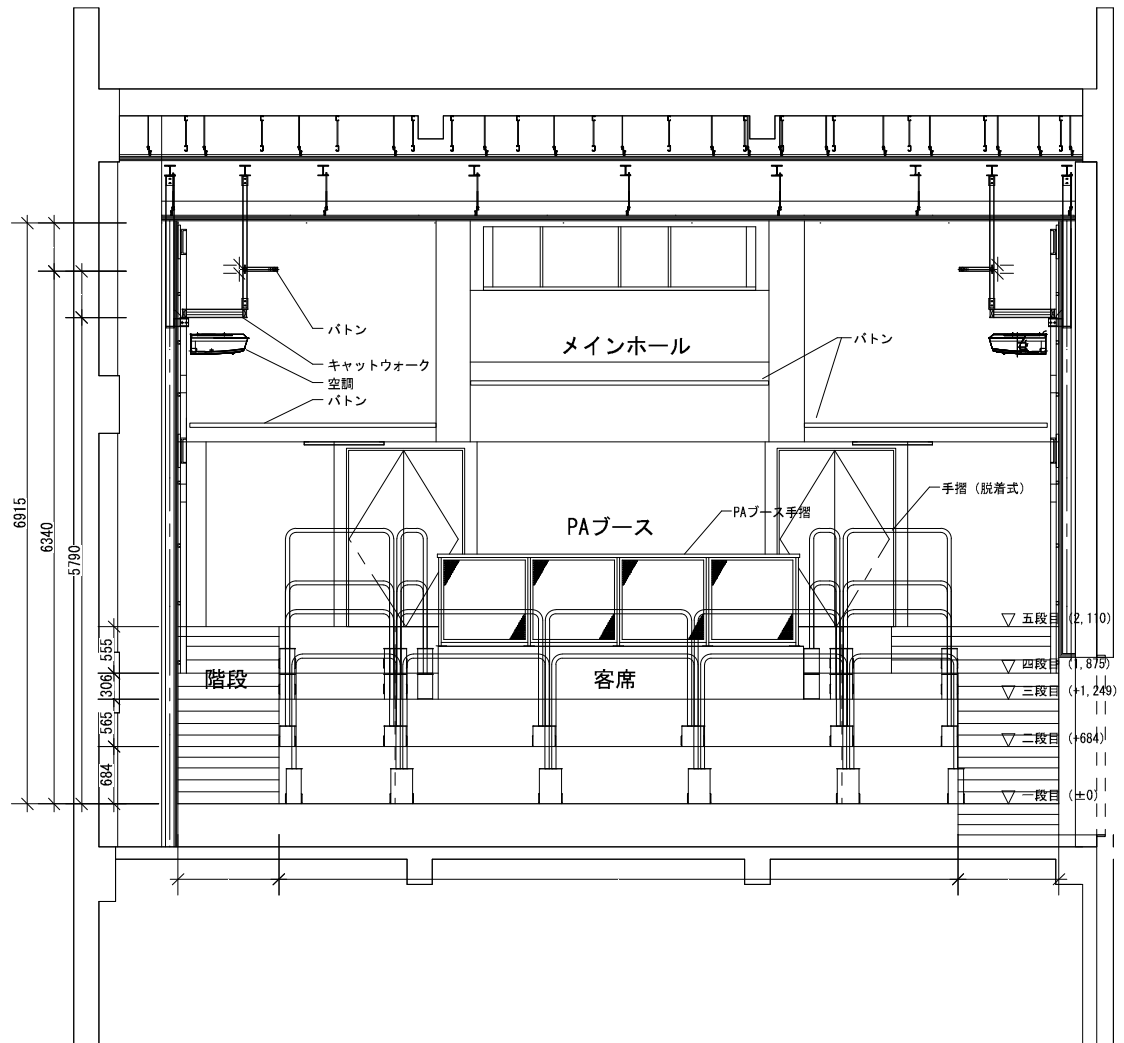 バトン
メインホール
バトン
キャットウォーク
空調
バトン
手摺（脱着式）
PAブース手摺
PAブース
6915
6340
5790
555
306
565
684
階段
客席
▽ 五段目 (2,110)
▽ 四段目 (1,875)
▽ 三段目 (+1,249)
▽ 二段目 (+684)
▽ 一段目 (±0)